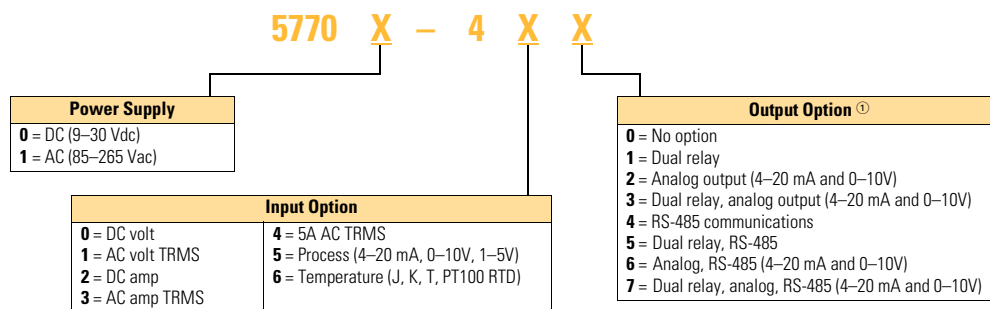 5770 X – 4 X X
Power Supply
0 = DC (9–30 Vdc)
1 = AC (85–265 Vac)
Input Option
0 = DC volt
1 = AC volt TRMS
2 = DC amp
3 = AC amp TRMS
4 = 5A AC TRMS
5 = Process (4–20 mA, 0–10V, 1–5V)
6 = Temperature (J, K, T, PT100 RTD)
Output Option ①
0 = No option
1 = Dual relay
2 = Analog output (4–20 mA and 0–10V)
3 = Dual relay, analog output (4–20 mA and 0–10V)
4 = RS-485 communications
5 = Dual relay, RS-485
6 = Analog, RS-485 (4–20 mA and 0–10V)
7 = Dual relay, analog, RS-485 (4–20 mA and 0–10V)